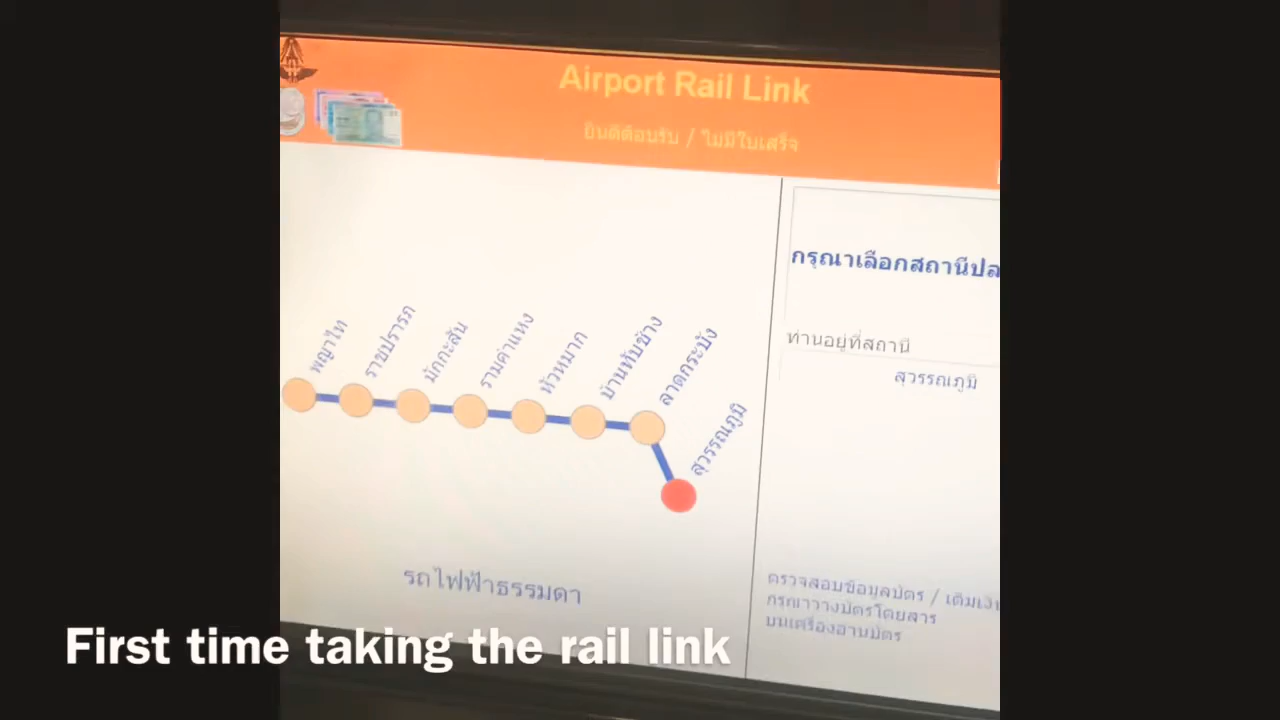 Airport Rail Link
ยินดีต้อนรับ / ไม่มีใบเสร็จ
กรุณาเลือกสถานีปล
ท่านอยู่ที่สถานี
สุวรรณภูมิ
พญาไท
ราชปรารภ
มักกะสัน
รามคำแหง
หัวหมาก
บ้านทับช้าง
ลาดกระบัง
สุวรรณภูมิ
รถไฟฟ้าธรรมดา
ตรวจสอบข้อมูลบัตร / เติมเงิ
กรุณาวางบัตรโดยสาร
บนเครื่องอ่านบัตร
First time taking the rail link